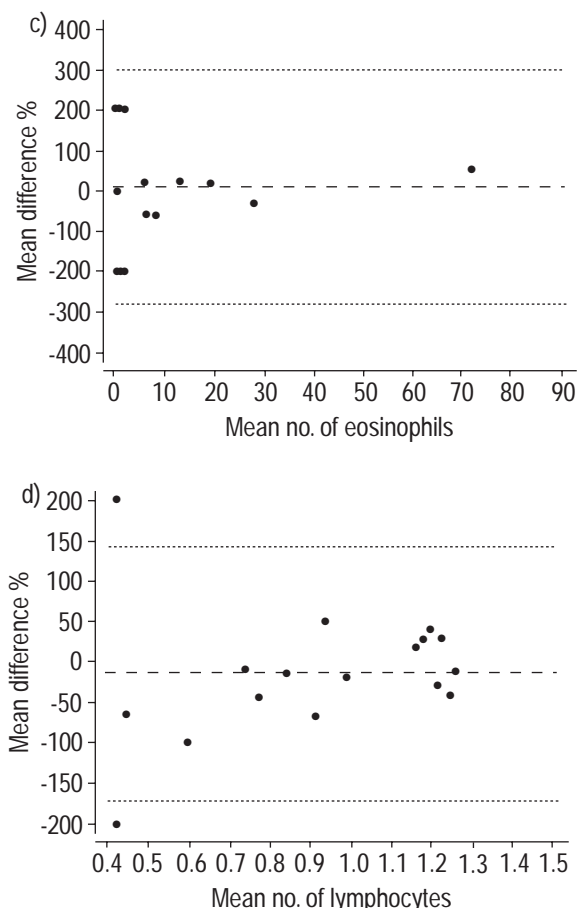 c)
400
300
200
100
0
-100
-200
-300
-400
Mean difference %
0 10 20 30 40 50 60 70 80 90
Mean no. of eosinophils
d)
200
150
100
50
0
-50
-100
-150
-200
Mean difference %
0.4 0.5 0.6 0.7 0.8 0.9 1.0 1.1 1.2 1.3 1.4 1.5
Mean no. of lymphocytes